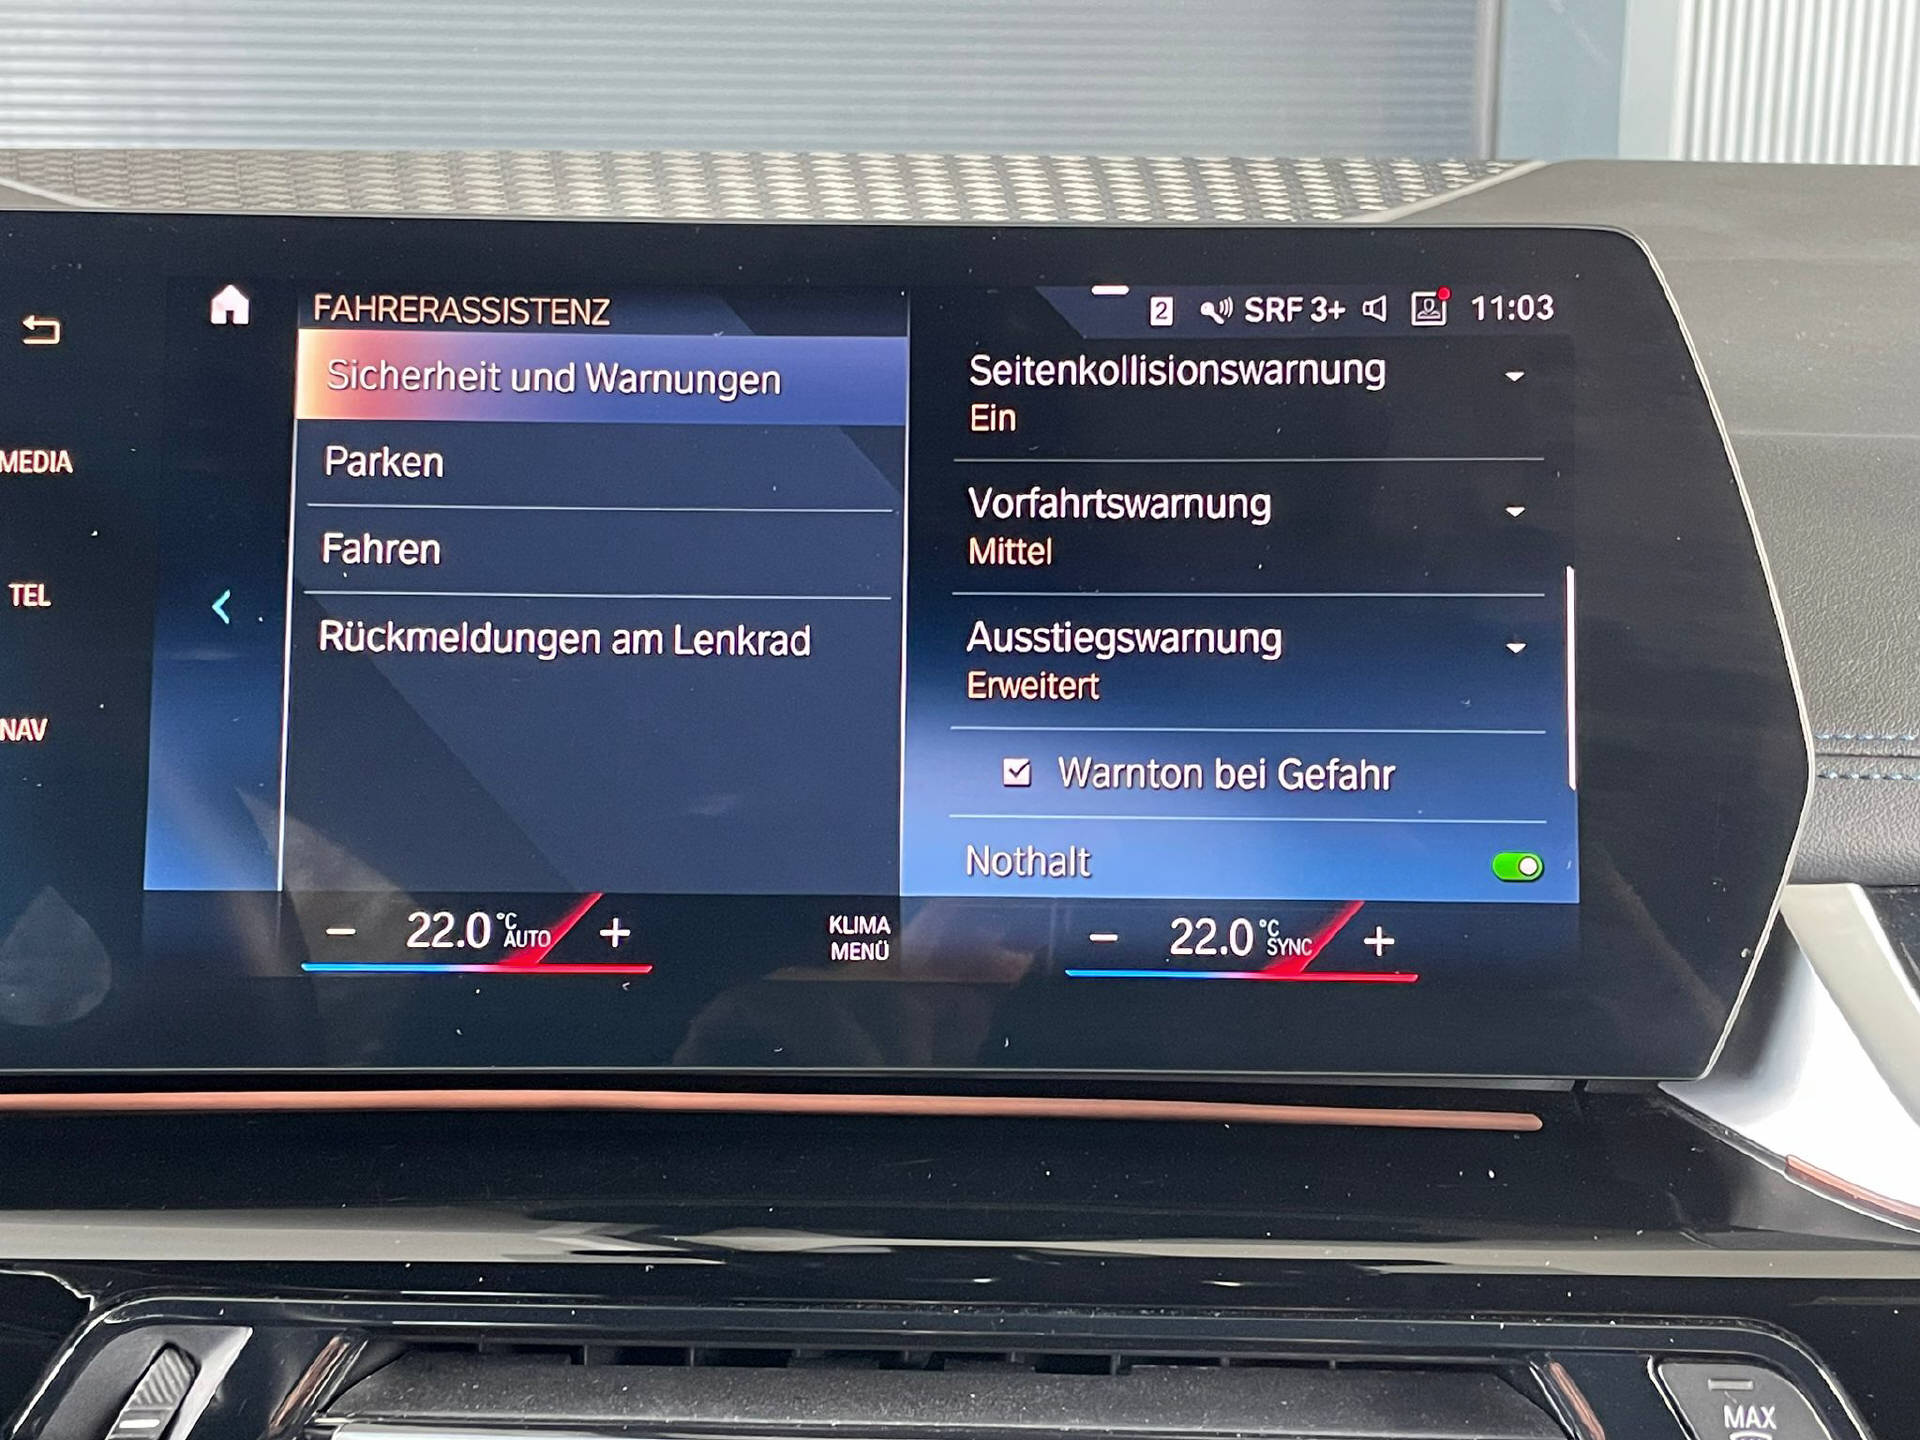 FAHRERASSISTENZ
2 SRF 3+ 11:03
MEDIA
TEL
NAV
Sicherheit und Warnungen
Parken
Fahren
Rückmeldungen am Lenkrad
Seitenkollisionswarnung
Ein
Vorfahrtswarnung
Mittel
Ausstiegswarnung
Erweitert
Warnton bei Gefahr
Nothalt
− 22.0 °C AUTO +
KLIMA
MENÜ
− 22.0 °C SYNC +
MAX